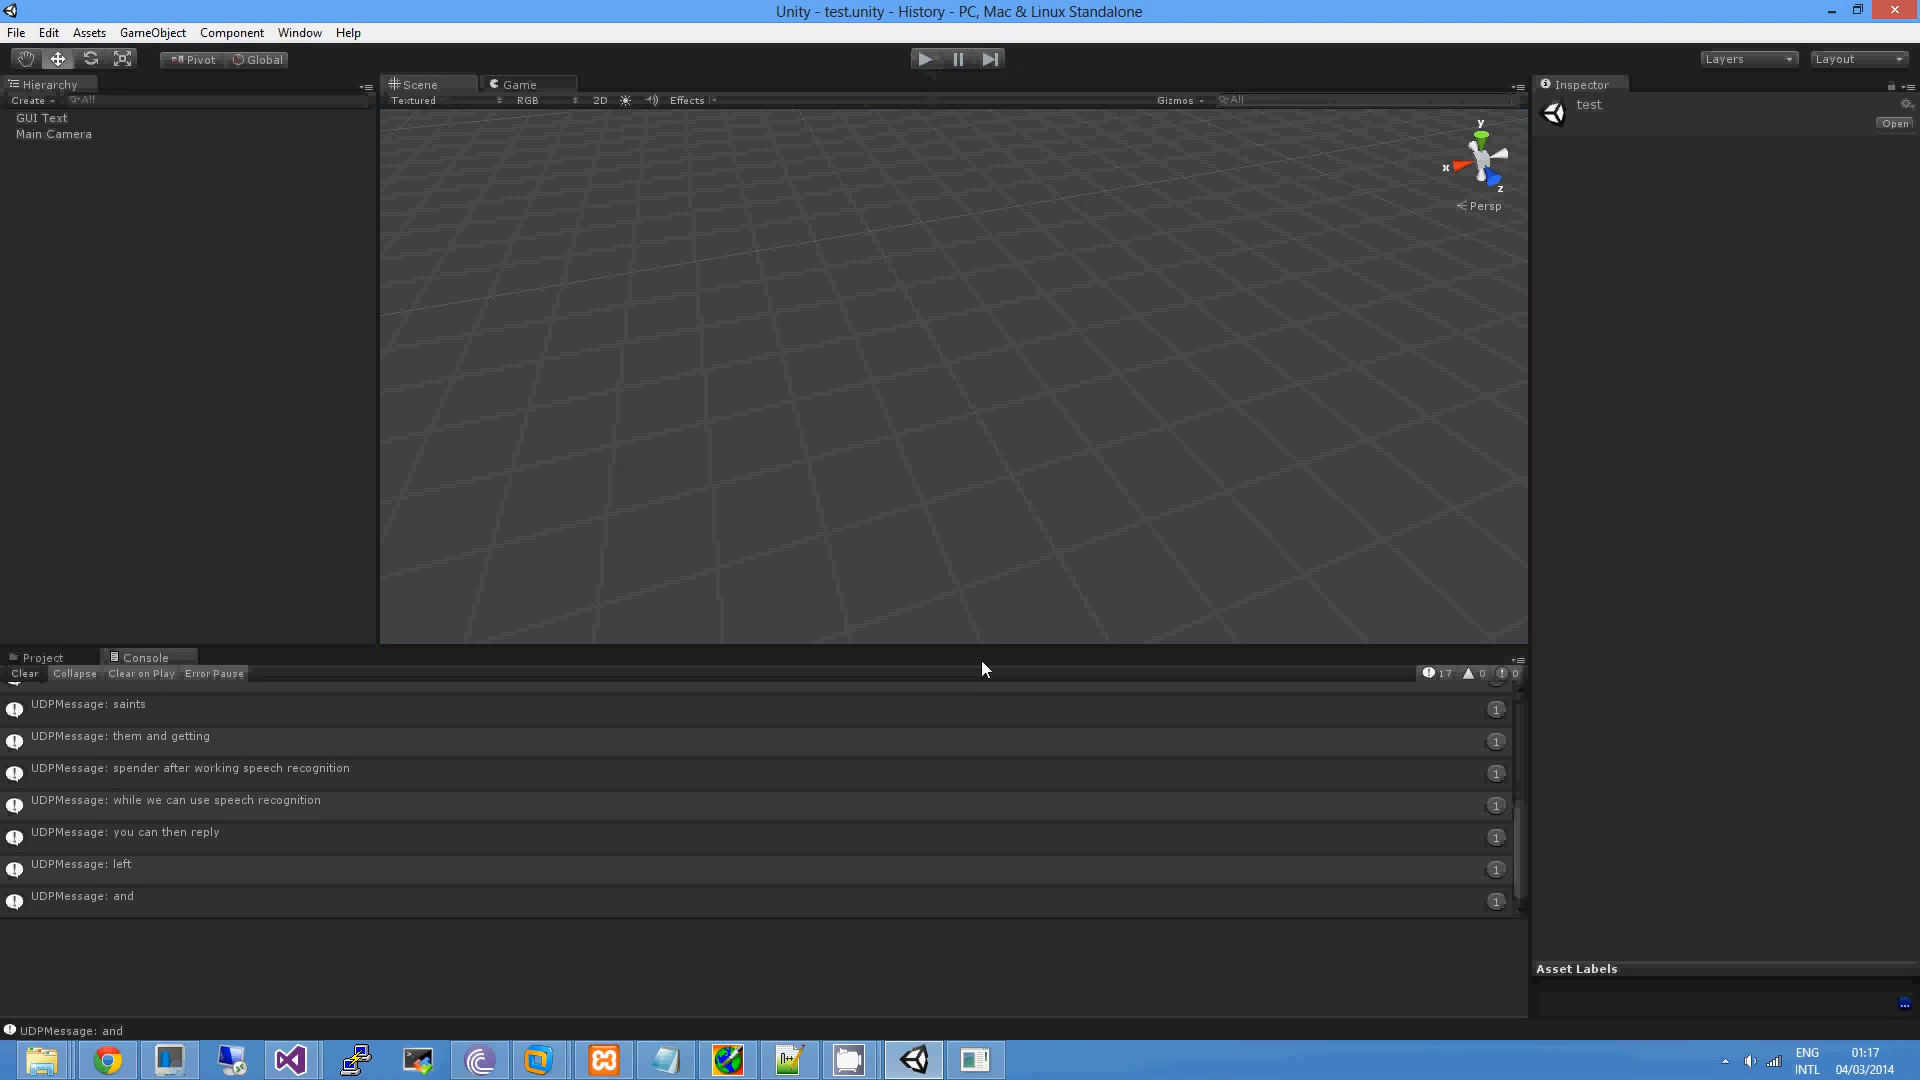 Unity - test.unity - History - PC, Mac & Linux Standalone
File Edit Assets GameObject Component Window Help
Pivot Global
Layers Layout
Hierarchy
Create All
GUI Text
Main Camera
Scene Game
Textured RGB 2D Effects Gizmos All
y
x
z
Persp
Inspector
test
Open
Project Console
Clear Collapse Clear on Play Error Pause 17 0 0
UDPMessage: saints 1
UDPMessage: them and getting 1
UDPMessage: spender after working speech recognition 1
UDPMessage: while we can use speech recognition 1
UDPMessage: you can then reply 1
UDPMessage: left 1
UDPMessage: and 1
Asset Labels
UDPMessage: and
ENG 01:17
INTL 04/03/2014